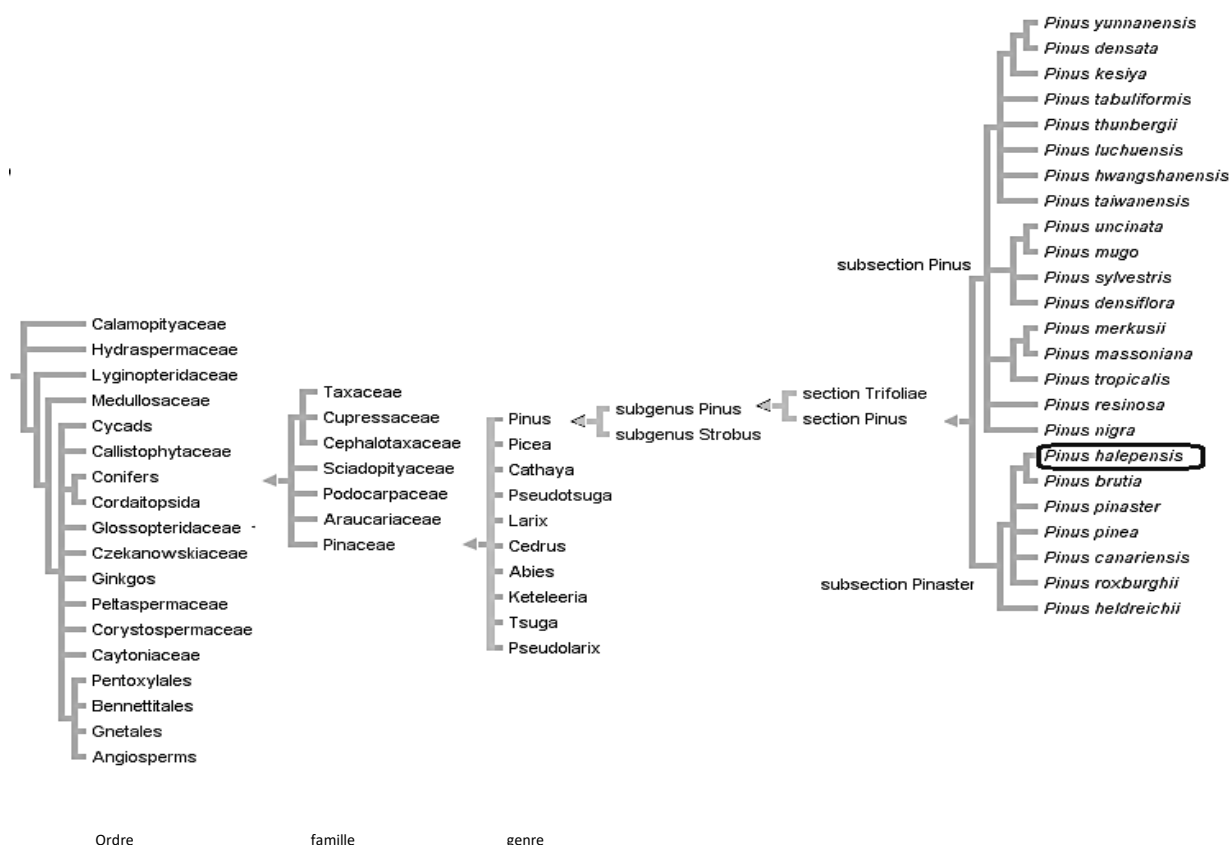 Pinus yunnanensis
Pinus densata
Pinus kesiya
Pinus tabuliformis
Pinus thunbergii
Pinus luchuensis
Pinus hwangshanensis
Pinus taiwanensis
Pinus uncinata
Pinus mugo
subsection Pinus
Pinus sylvestris
Pinus densiflora
Pinus merkusii
Pinus massoniana
Pinus tropicalis
Pinus resinosa
Pinus nigra
Pinus halepensis
Pinus brutia
Pinus pinaster
Pinus pinea
Pinus canariensis
subsection Pinaster
Pinus roxburghii
Pinus heldreichii
Calamopityaceae
Hydraspermaceae
Lyginopteridaceae
Medullosaceae
Cycads
Callistophytaceae
Conifers
Cordaitopsida
Glossopteridaceae
Czekanowskiaceae
Ginkgos
Peltaspermaceae
Corystospermaceae
Caytoniaceae
Pentoxylales
Bennettitales
Gnetales
Angiosperms
Taxaceae
Cupressaceae
Cephalotaxaceae
Sciadopityaceae
Podocarpaceae
Araucariaceae
Pinaceae
Pinus
Picea
Cathaya
Pseudotsuga
Larix
Cedrus
Abies
Keteleeria
Tsuga
Pseudolarix
subgenus Pinus
subgenus Strobus
section Trifoliae
section Pinus
Ordre
famille
genre